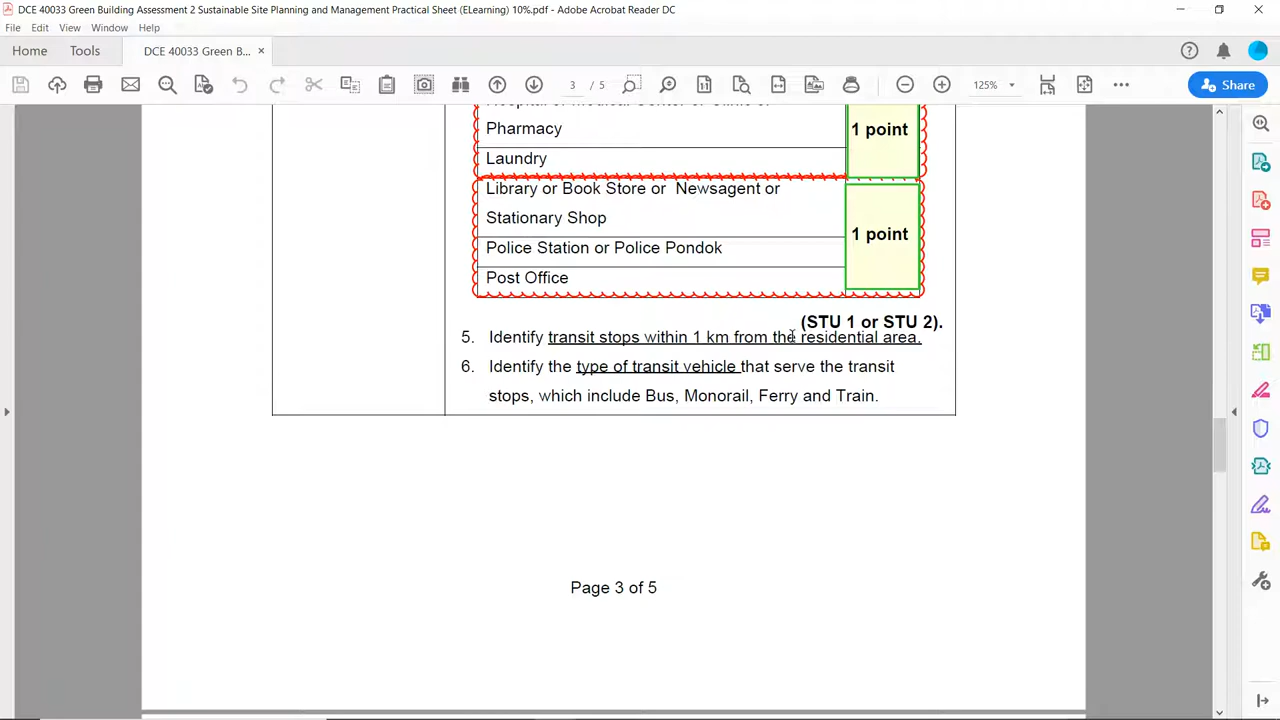 DCE 40033 Green Building Assessment 2 Sustainable Site Planning and Management Practical Sheet (ELearning) 10%.pdf - Adobe Acrobat Reader DC
File Edit View Window Help
Home Tools DCE 40033 Green B... ×
3 / 5 125% Share
Pharmacy
1 point
Laundry
Library or Book Store or Newsagent or
Stationary Shop
1 point
Police Station or Police Pondok
Post Office
(STU 1 or STU 2).
5. Identify transit stops within 1 km from the residential area.
6. Identify the type of transit vehicle that serve the transit
stops, which include Bus, Monorail, Ferry and Train.
Page 3 of 5